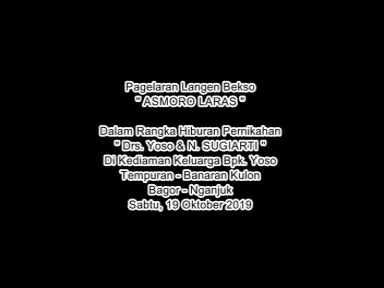 Pagelaran Langen Bekso
" ASMORO LARAS "
Dalam Rangka Hiburan Pernikahan
" Drs. Yoso & N. SUGIARTI "
Di Kediaman Keluarga Bpk. Yoso
Tempuran - Banaran Kulon
Bagor - Nganjuk
Sabtu, 19 Oktober 2019